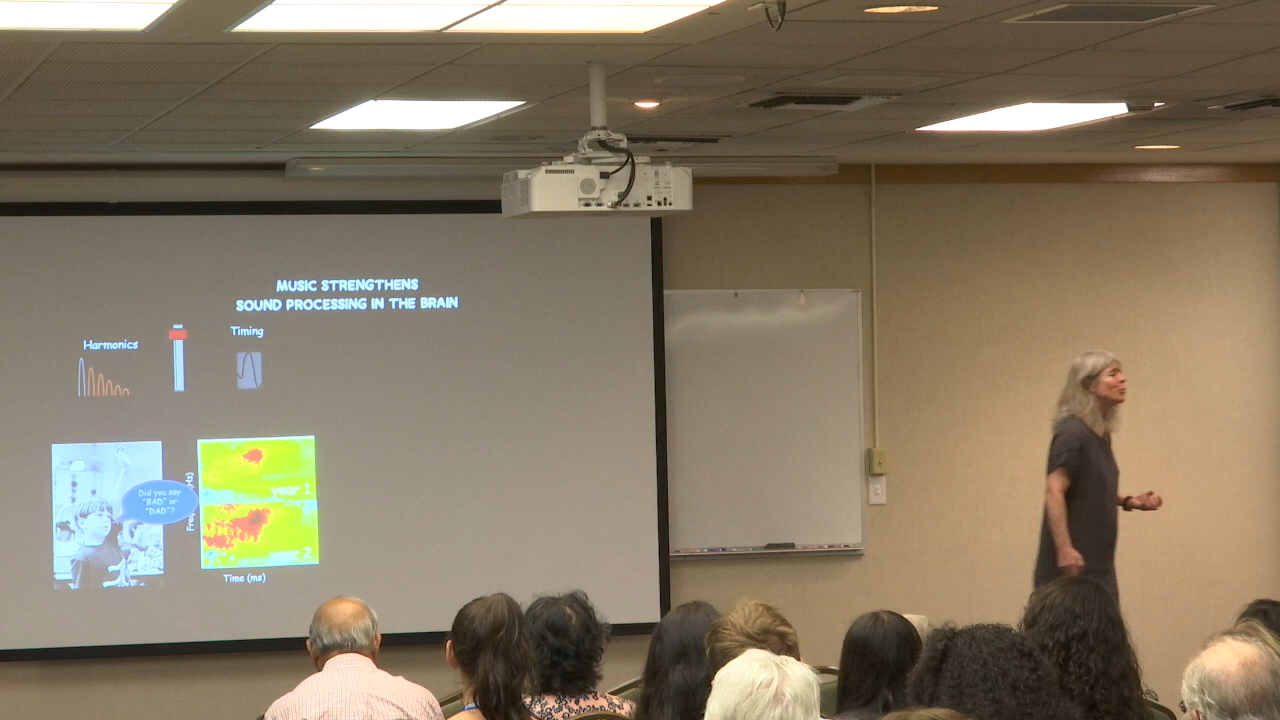 MUSIC STRENGTHENS
SOUND PROCESSING IN THE BRAIN
Harmonics
Timing
Did you say
"BAD" or
"DAD"?
year 1
2
Time (ms)